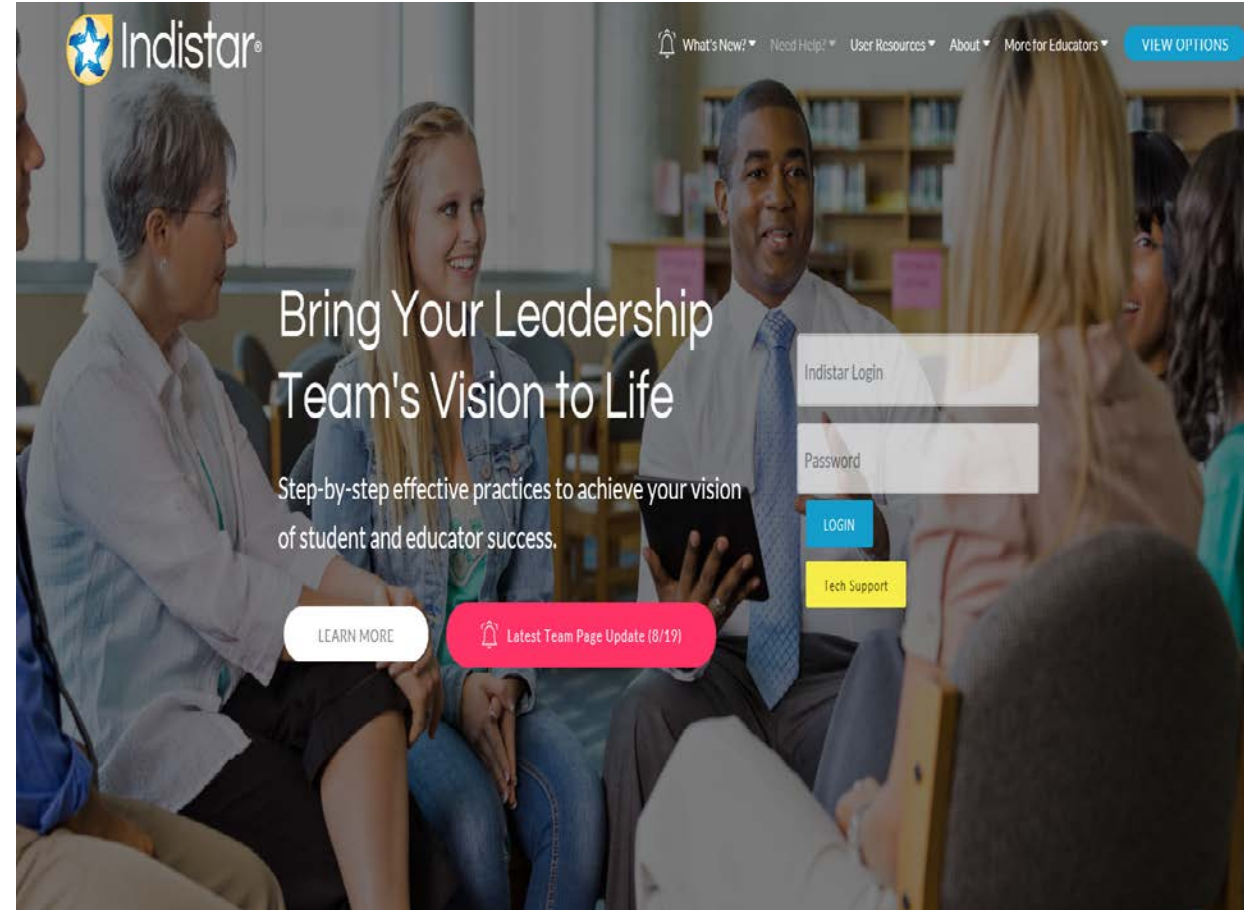 Indistar®
What's New? Need Help? User Resources About More for Educators VIEW OPTIONS
Bring Your Leadership
Team's Vision to Life
Step-by-step effective practices to achieve your vision
of student and educator success.
LEARN MORE Latest Team Page Update (8/19)
Indistar Login
Password
LOGIN
Tech Support